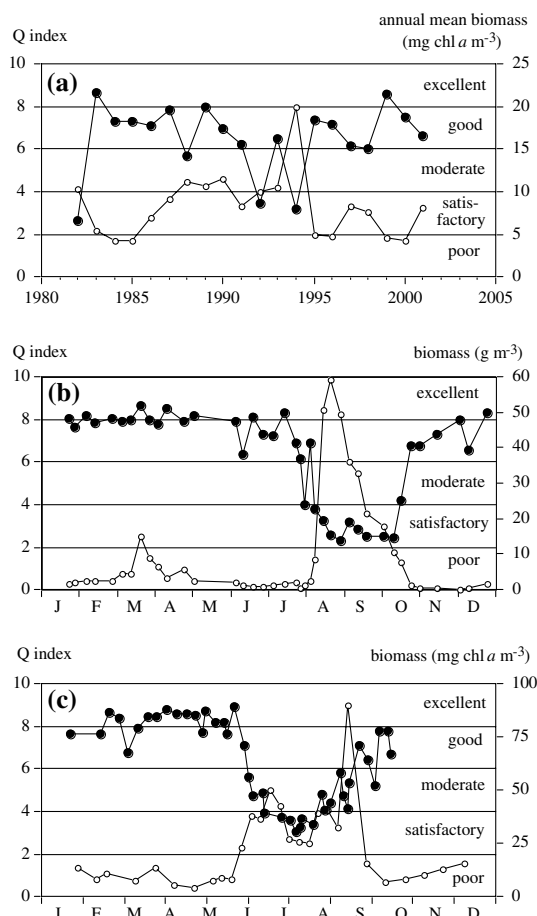 Q index
annual mean biomass
(mg chl a m-3)
10
8
6
4
2
0
(a)
excellent
good
moderate
satis-
factory
poor
25
20
15
10
5
0
1980 1985 1990 1995 2000 2005
Q index
biomass (g m-3)
10
8
6
4
2
0
(b)
excellent
moderate
satisfactory
poor
60
50
40
30
20
10
0
J F M A M J J A S O N D
Q index
biomass (mg chl a m-3)
10
8
6
4
2
0
(c)
excellent
good
moderate
satisfactory
poor
100
75
50
25
0
J F M A M J J A S O N D